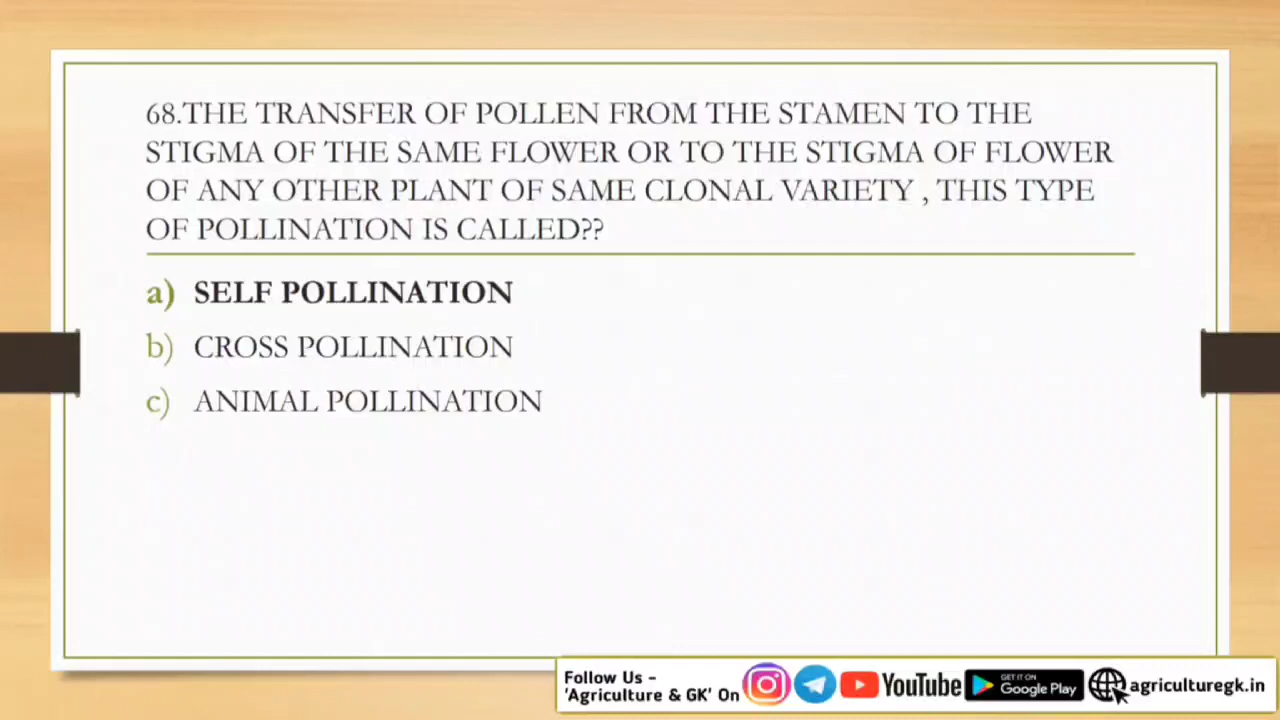 68.THE TRANSFER OF POLLEN FROM THE STAMEN TO THE
STIGMA OF THE SAME FLOWER OR TO THE STIGMA OF FLOWER
OF ANY OTHER PLANT OF SAME CLONAL VARIETY , THIS TYPE
OF POLLINATION IS CALLED??
a) SELF POLLINATION
b) CROSS POLLINATION
c) ANIMAL POLLINATION
Follow Us -
'Agriculture & GK' On
YouTube
GET IT ON
Google Play
agriculturegk.in